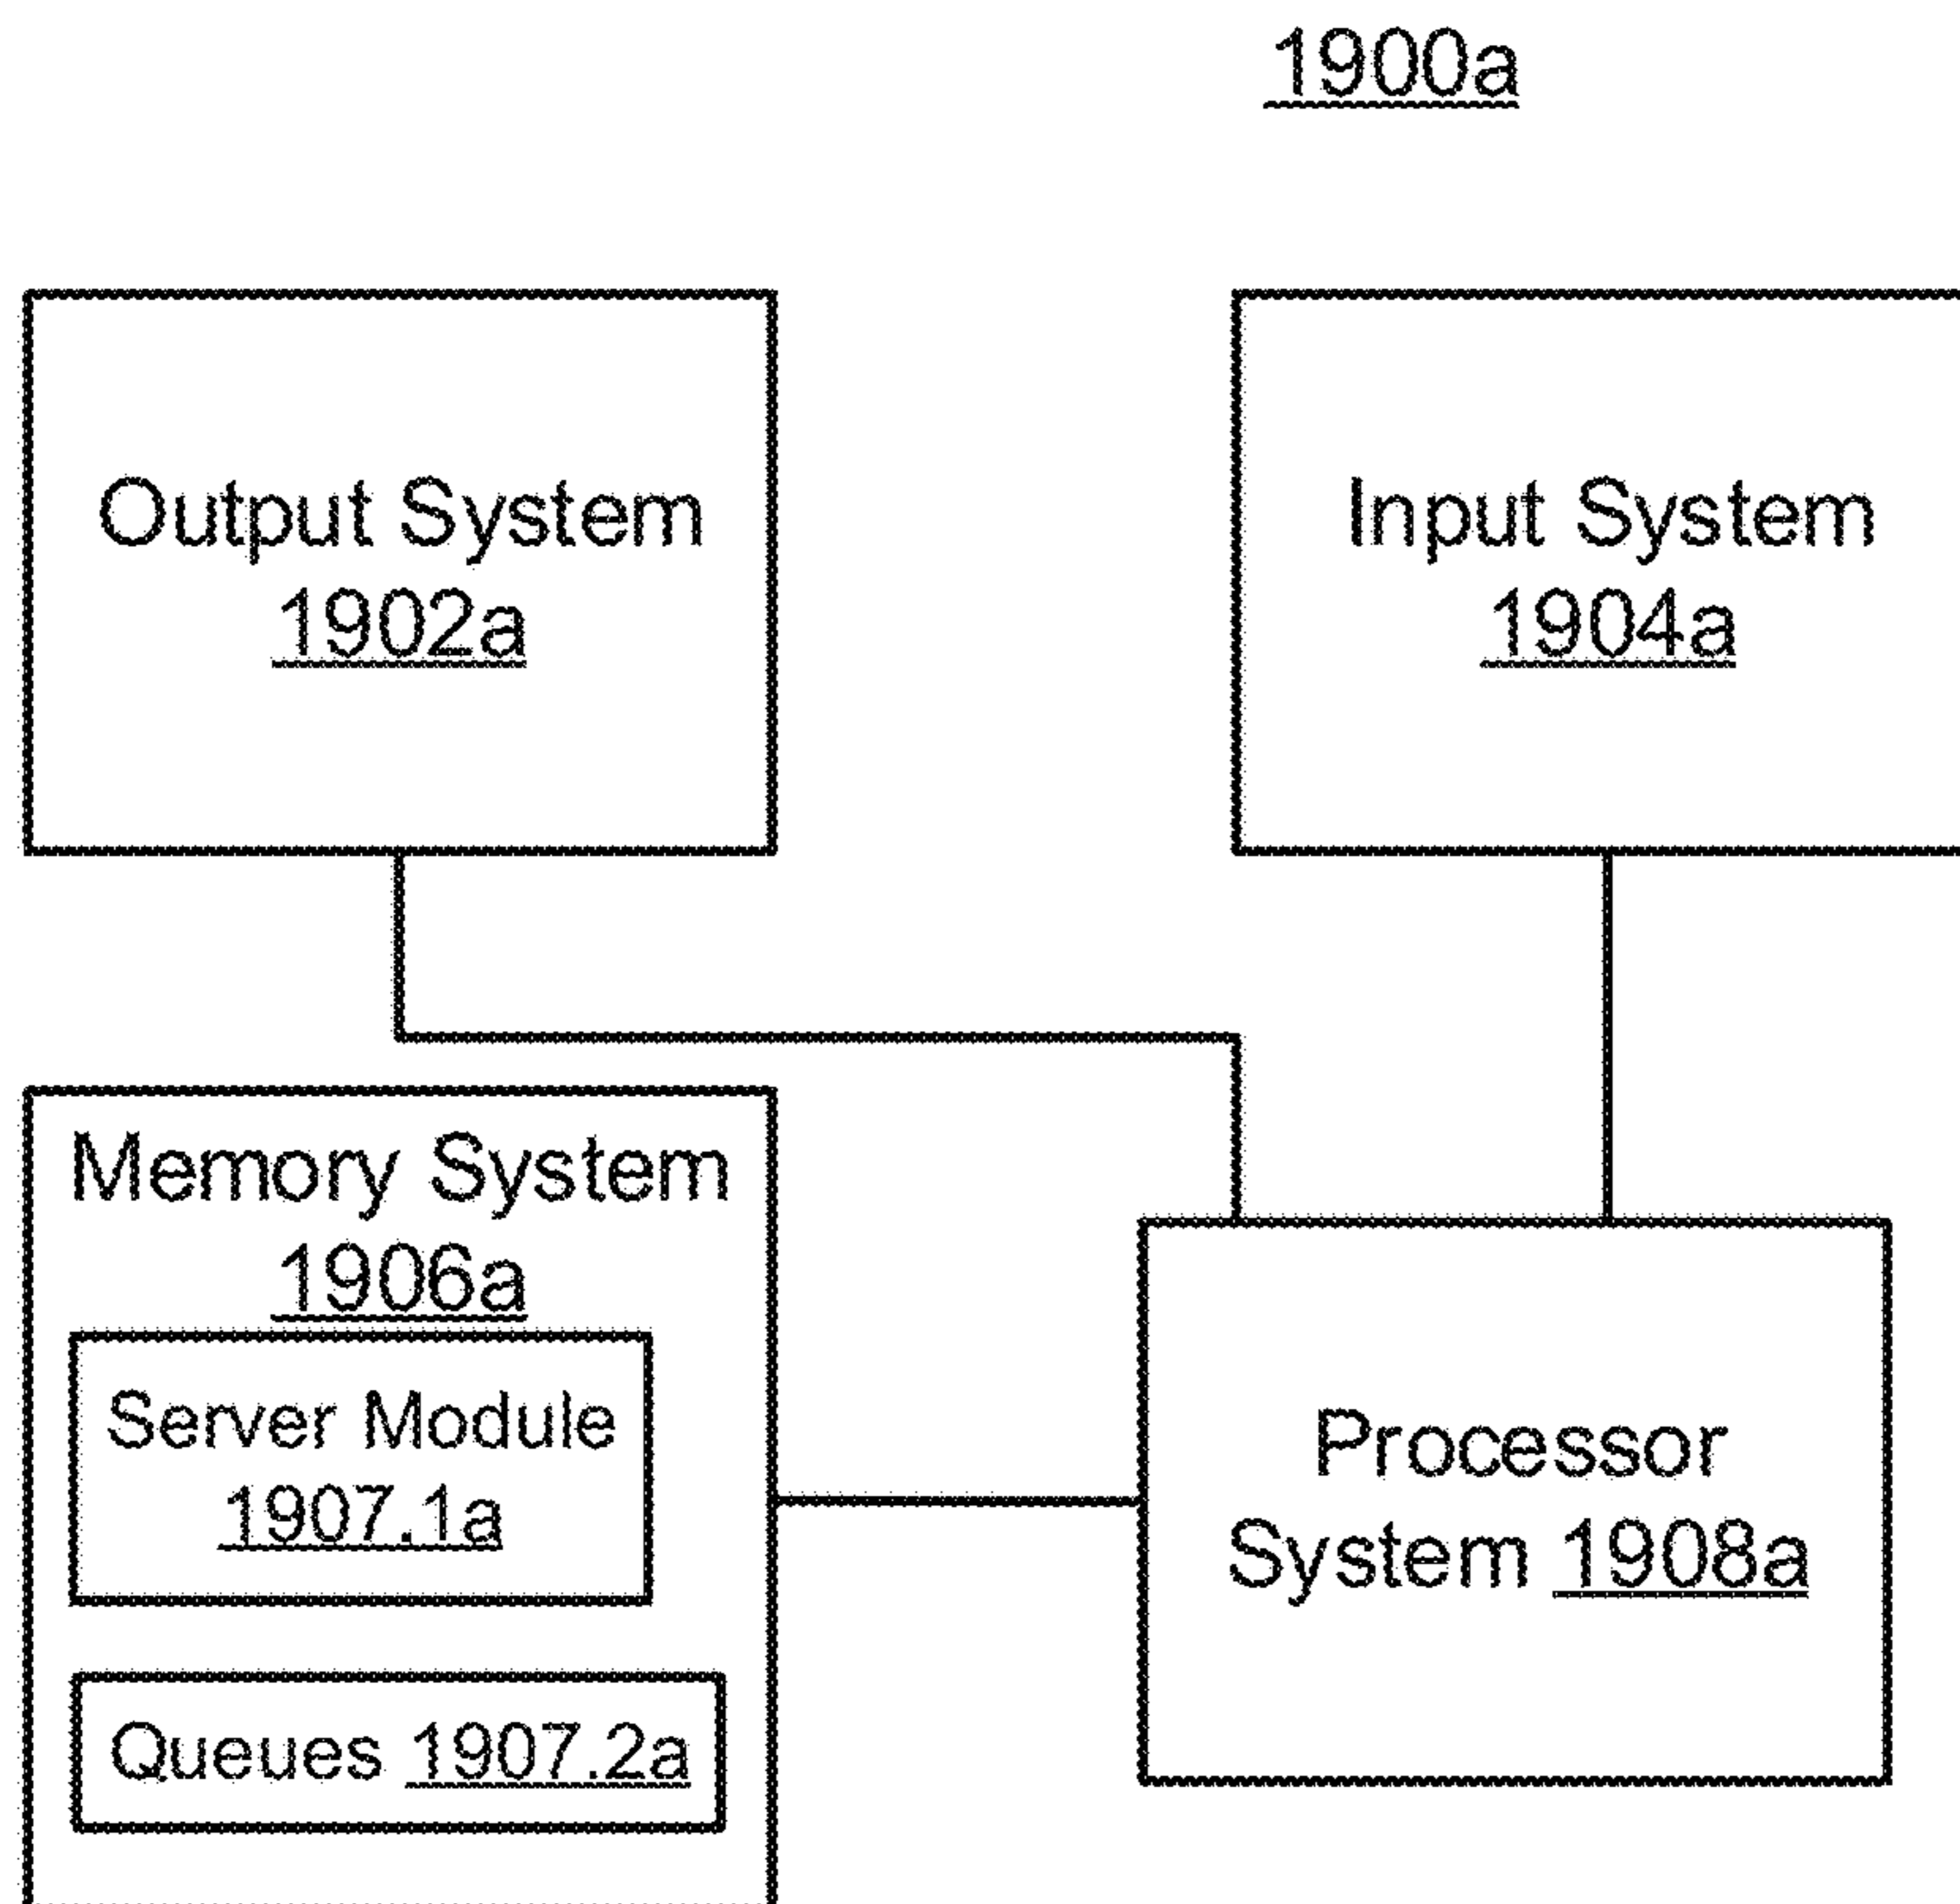 1900a
Output System
1902a
Input System
1904a
Memory System
1906a
Server Module
1907.1a
Queues 1907.2a
Processor
System 1908a